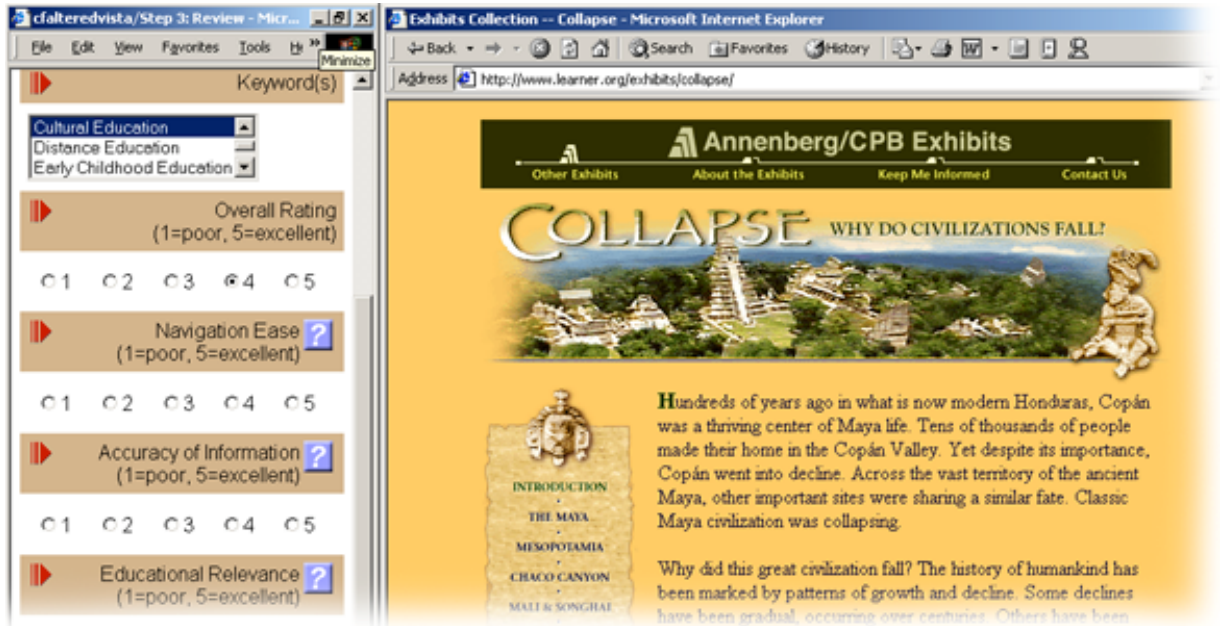 cfalteredvista/Step 3: Review - Micr...
File Edit View Favorites Tools H »
Minimize
Keyword(s)
Cultural Education
Distance Education
Early Childhood Education
Overall Rating
(1=poor, 5=excellent)
1 2 3 4 5
Navigation Ease ?
(1=poor, 5=excellent)
1 2 3 4 5
Accuracy of Information ?
(1=poor, 5=excellent)
1 2 3 4 5
Educational Relevance ?
(1=poor, 5=excellent)
Exhibits Collection -- Collapse - Microsoft Internet Explorer
Back Search Favorites History
Address http://www.learner.org/exhibits/collapse/
Annenberg/CPB Exhibits
Other Exhibits About the Exhibits Keep Me Informed Contact Us
COLLAPSE WHY DO CIVILIZATIONS FALL?
INTRODUCTION
THE MAYA
MESOPOTAMIA
CHACO CANYON
MALI & SONGHAI
Hundreds of years ago in what is now modern Honduras, Copán
was a thriving center of Maya life. Tens of thousands of people
made their home in the Copán Valley. Yet despite its importance,
Copán went into decline. Across the vast territory of the ancient
Maya, other important sites were sharing a similar fate. Classic
Maya civilization was collapsing.
Why did this great civilization fall? The history of humankind has
been marked by patterns of growth and decline. Some declines
have been gradual, occurring over centuries. Others have been